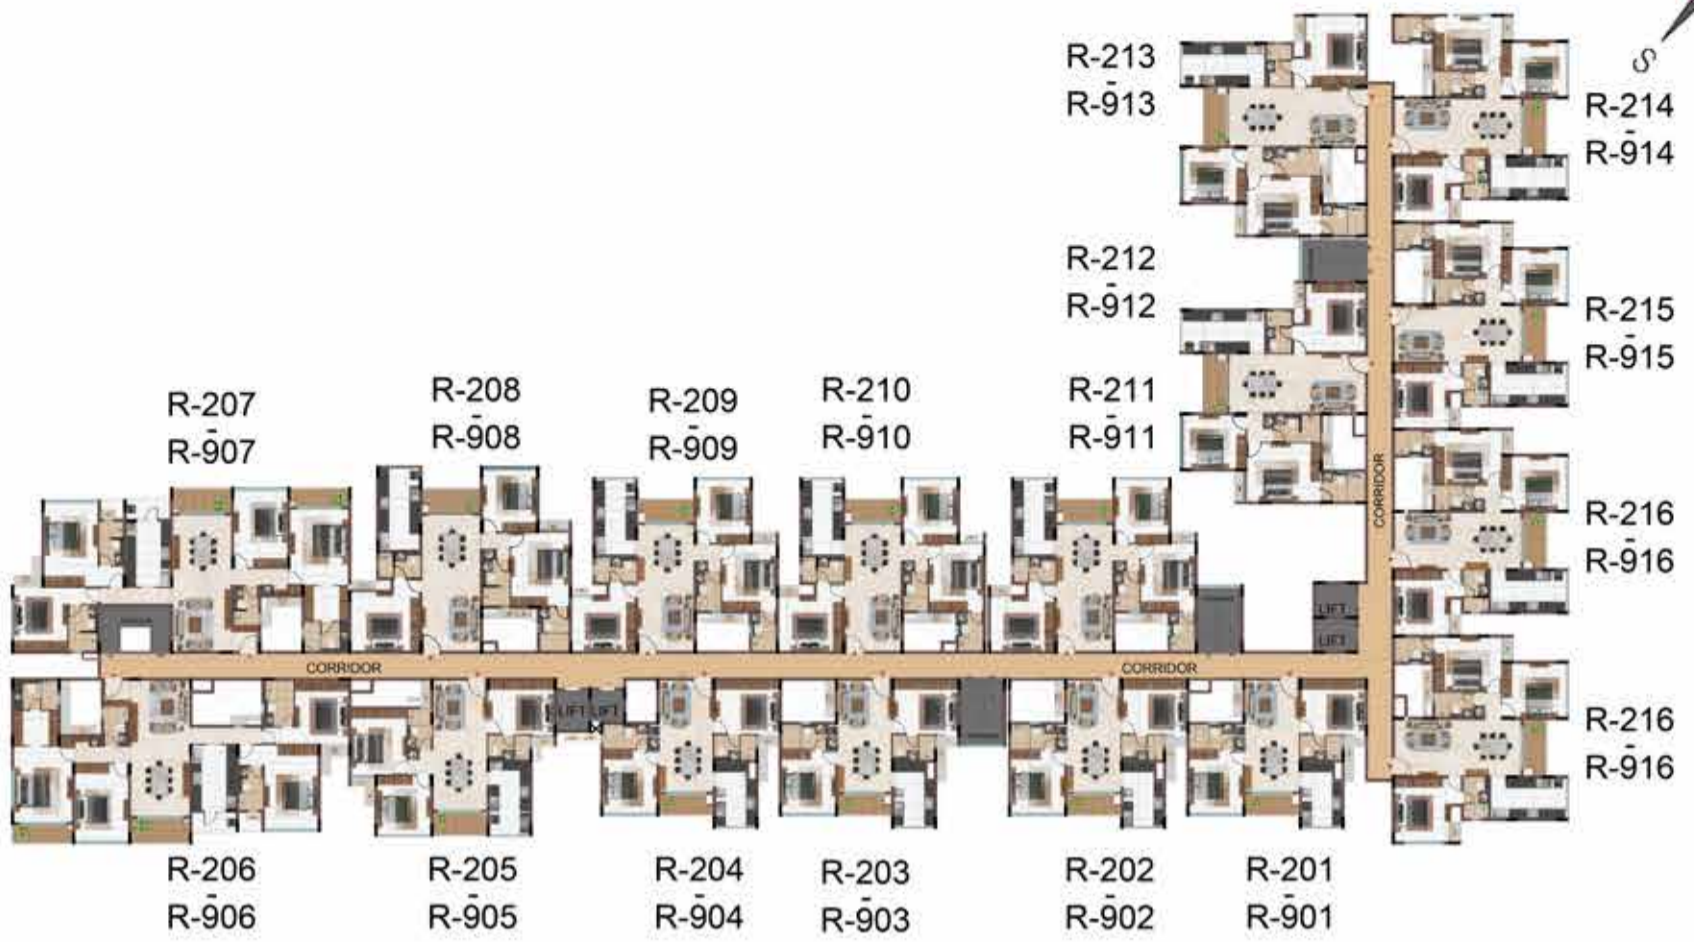 S
R-213
-
R-913
R-214
-
R-914
R-212
-
R-912
R-215
-
R-915
R-207
-
R-907
R-208
-
R-908
R-209
-
R-909
R-210
-
R-910
R-211
-
R-911
CORRIDOR
R-216
-
R-916
LIFT
LIFT
CORRIDOR
CORRIDOR
LIFT LIFT
R-216
-
R-916
R-206
-
R-906
R-205
-
R-905
R-204
-
R-904
R-203
-
R-903
R-202
-
R-902
R-201
-
R-901